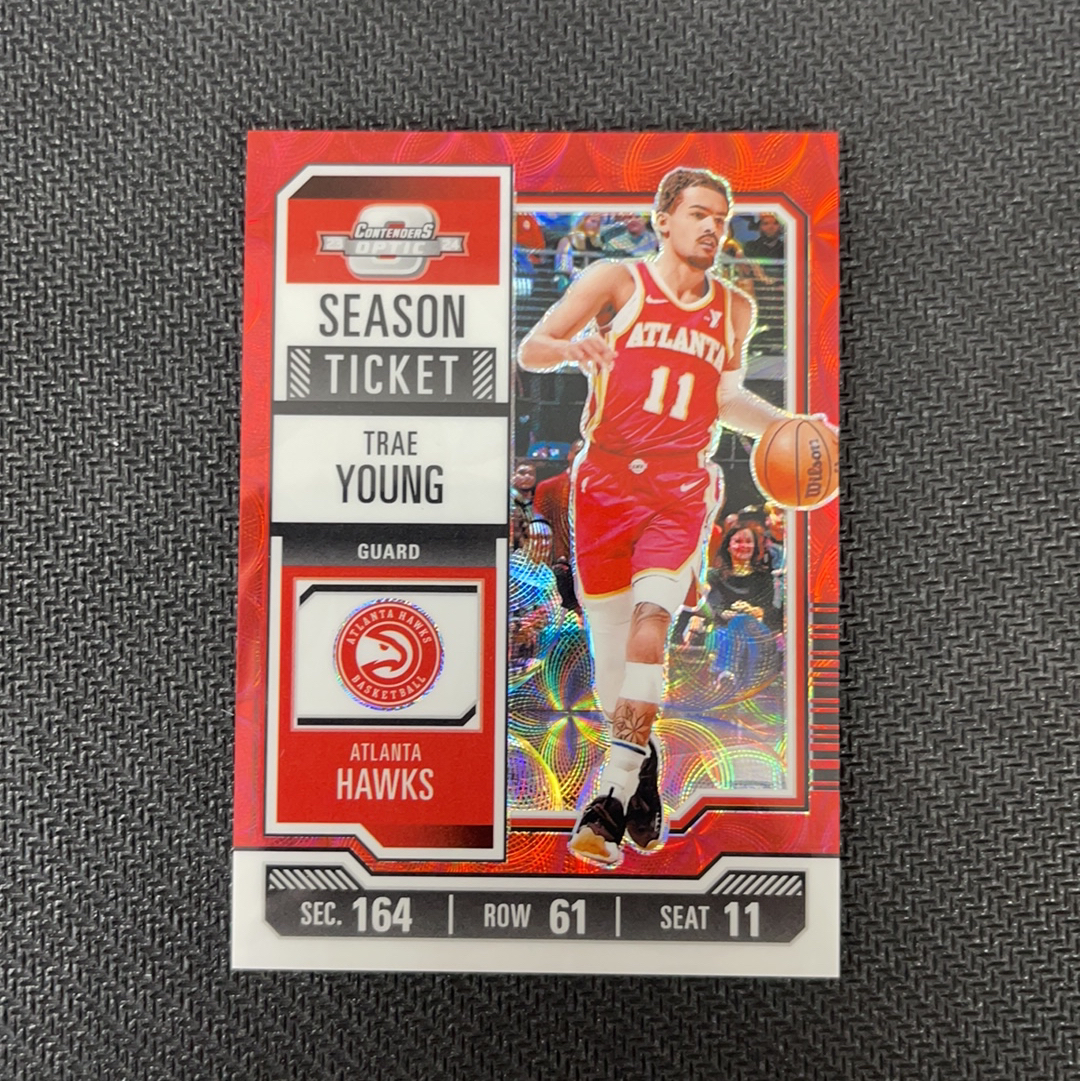 CONTENDERS
23 OPTIC 24
SEASON
TICKET
TRAE
YOUNG
GUARD
ATLANTA HAWKS
BASKETBALL
ATLANTA
HAWKS
ATLANTA
11
Wilson
SEC. 164 | ROW 61 | SEAT 11